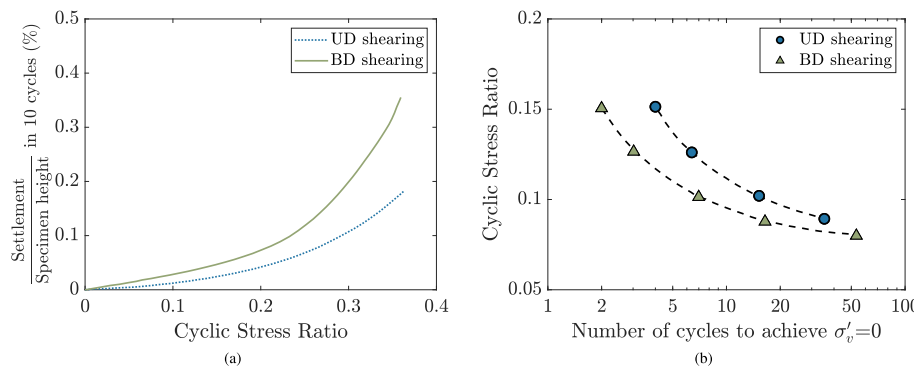 0.5
0.4
0.3
0.2
0.1
0
0 0.1 0.2 0.3 0.4
Settlement
Specimen height
in 10 cycles (%)
Cyclic Stress Ratio
UD shearing
BD shearing
(a)
0.2
0.15
0.1
0.05
1 2 5 10 20 50 100
Cyclic Stress Ratio
Number of cycles to achieve σ′v=0
UD shearing
BD shearing
(b)